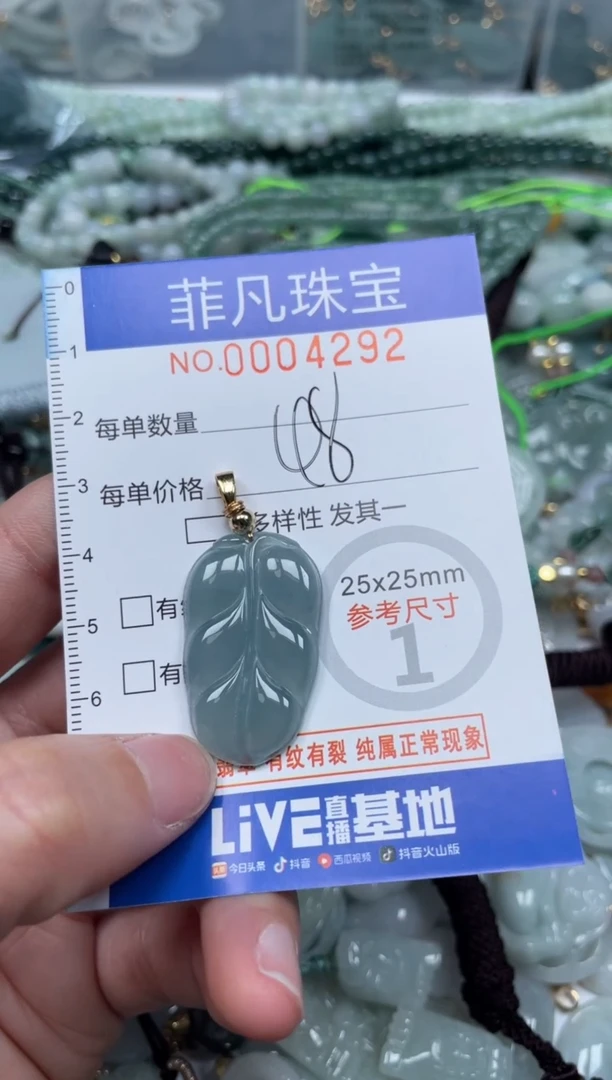 菲凡珠宝
NO.0004292
每单数量
每单价格
多样性 发其一
25x25mm
参考尺寸
1
有
有
有纹有裂 纯属正常现象
LiVE直播基地
今日头条 抖音 西瓜视频 抖音火山版
0
1
2
3
4
5
6